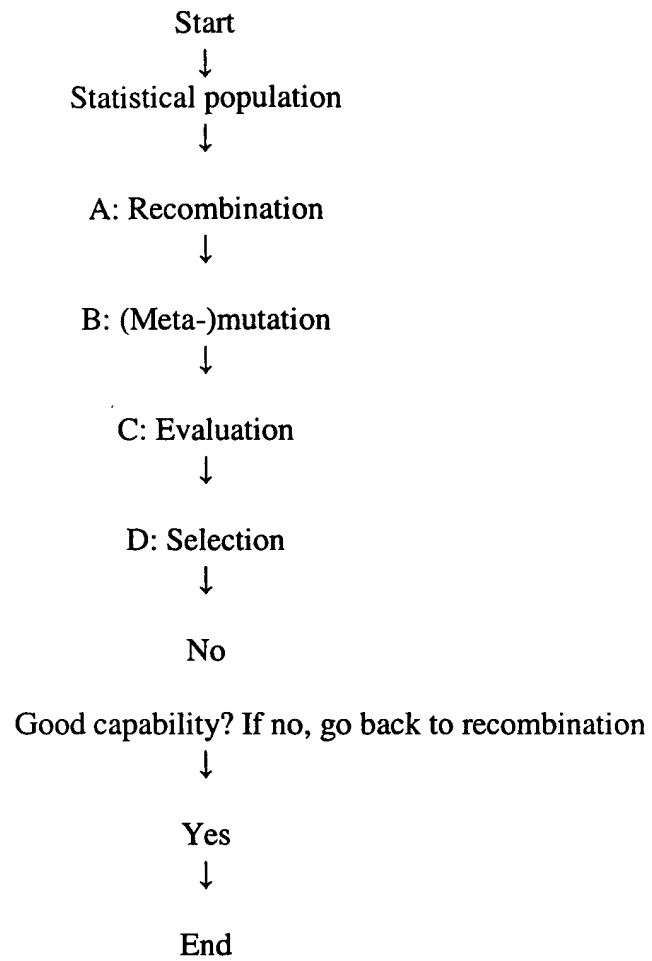 Start
↓
Statistical population
↓
A: Recombination
↓
B: (Meta-)mutation
↓
C: Evaluation
↓
D: Selection
↓
No
Good capability? If no, go back to recombination
↓
Yes
↓
End